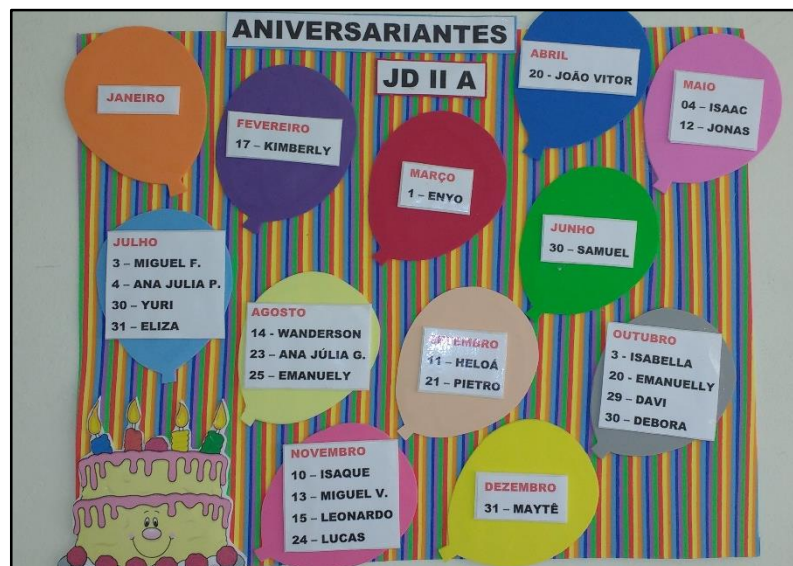 ANIVERSARIANTES
JD II A
JANEIRO
FEVEREIRO
17 – KIMBERLY
MARÇO
1 – ENYO
ABRIL
20 - JOÃO VITOR
MAIO
04 – ISAAC
12 – JONAS
JUNHO
30 – SAMUEL
JULHO
3 – MIGUEL F.
4 – ANA JULIA P.
30 – YURI
31 – ELIZA
AGOSTO
14 - WANDERSON
23 – ANA JÚLIA G.
25 – EMANUELY
SETEMBRO
11 – HELOÁ
21 – PIETRO
OUTUBRO
3 - ISABELLA
20 - EMANUELLY
29 – DAVI
30 – DEBORA
NOVEMBRO
10 – ISAQUE
13 – MIGUEL V.
15 – LEONARDO
24 – LUCAS
DEZEMBRO
31 – MAYTÊ